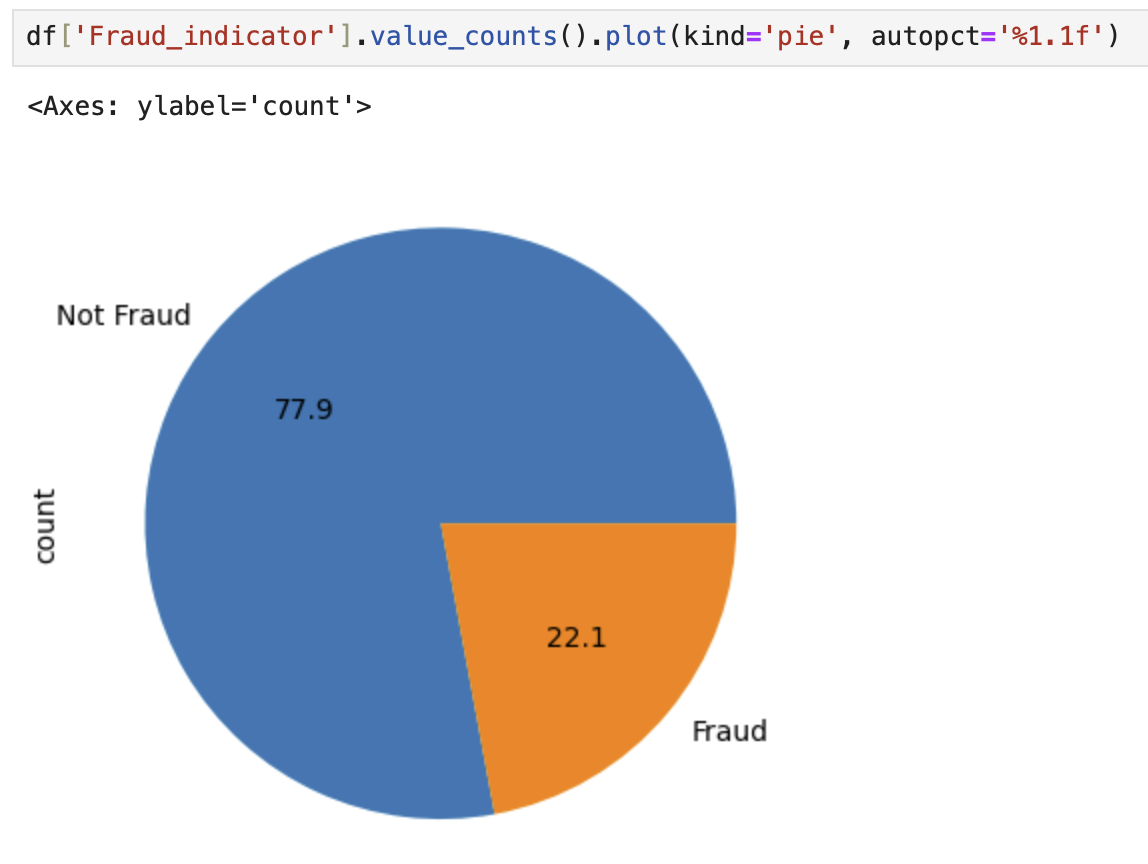 df['Fraud_indicator'].value_counts().plot(kind='pie', autopct='%1.1f')
<Axes: ylabel='count'>
Not Fraud
77.9
count
22.1
Fraud